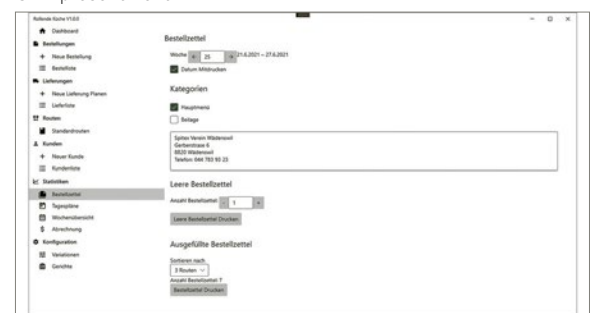 Rollende Küche V1.0.0
Dashboard
Bestellungen
+ Neue Bestellung
Bestelliste
Lieferungen
+ Neue Lieferung Planen
Lieferliste
Routen
Standardrouten
Kunden
+ Neuer Kunde
Kundenliste
Statistiken
Bestellzettel
Tagespläne
Wochenübersicht
$ Abrechnung
Konfiguration
Variationen
Gerichte
Bestellzettel
Woche 25 21.6.2021 – 27.6.2021
Datum Mitdrucken
Kategorien
Hauptmenü
Beilage
Spitex Verein Wädenswil
Gerbestrasse 6
8820 Wädenswil
Telefon: 044 783 93 23
Leere Bestellzettel
Anzahl Bestellzettel: - 1 +
Leere Bestellzettel Drucken
Ausgefüllte Bestellzettel
Sortieren nach
3 Routen
Anzahl Bestellzettel: 7
Bestellzettel Drucken